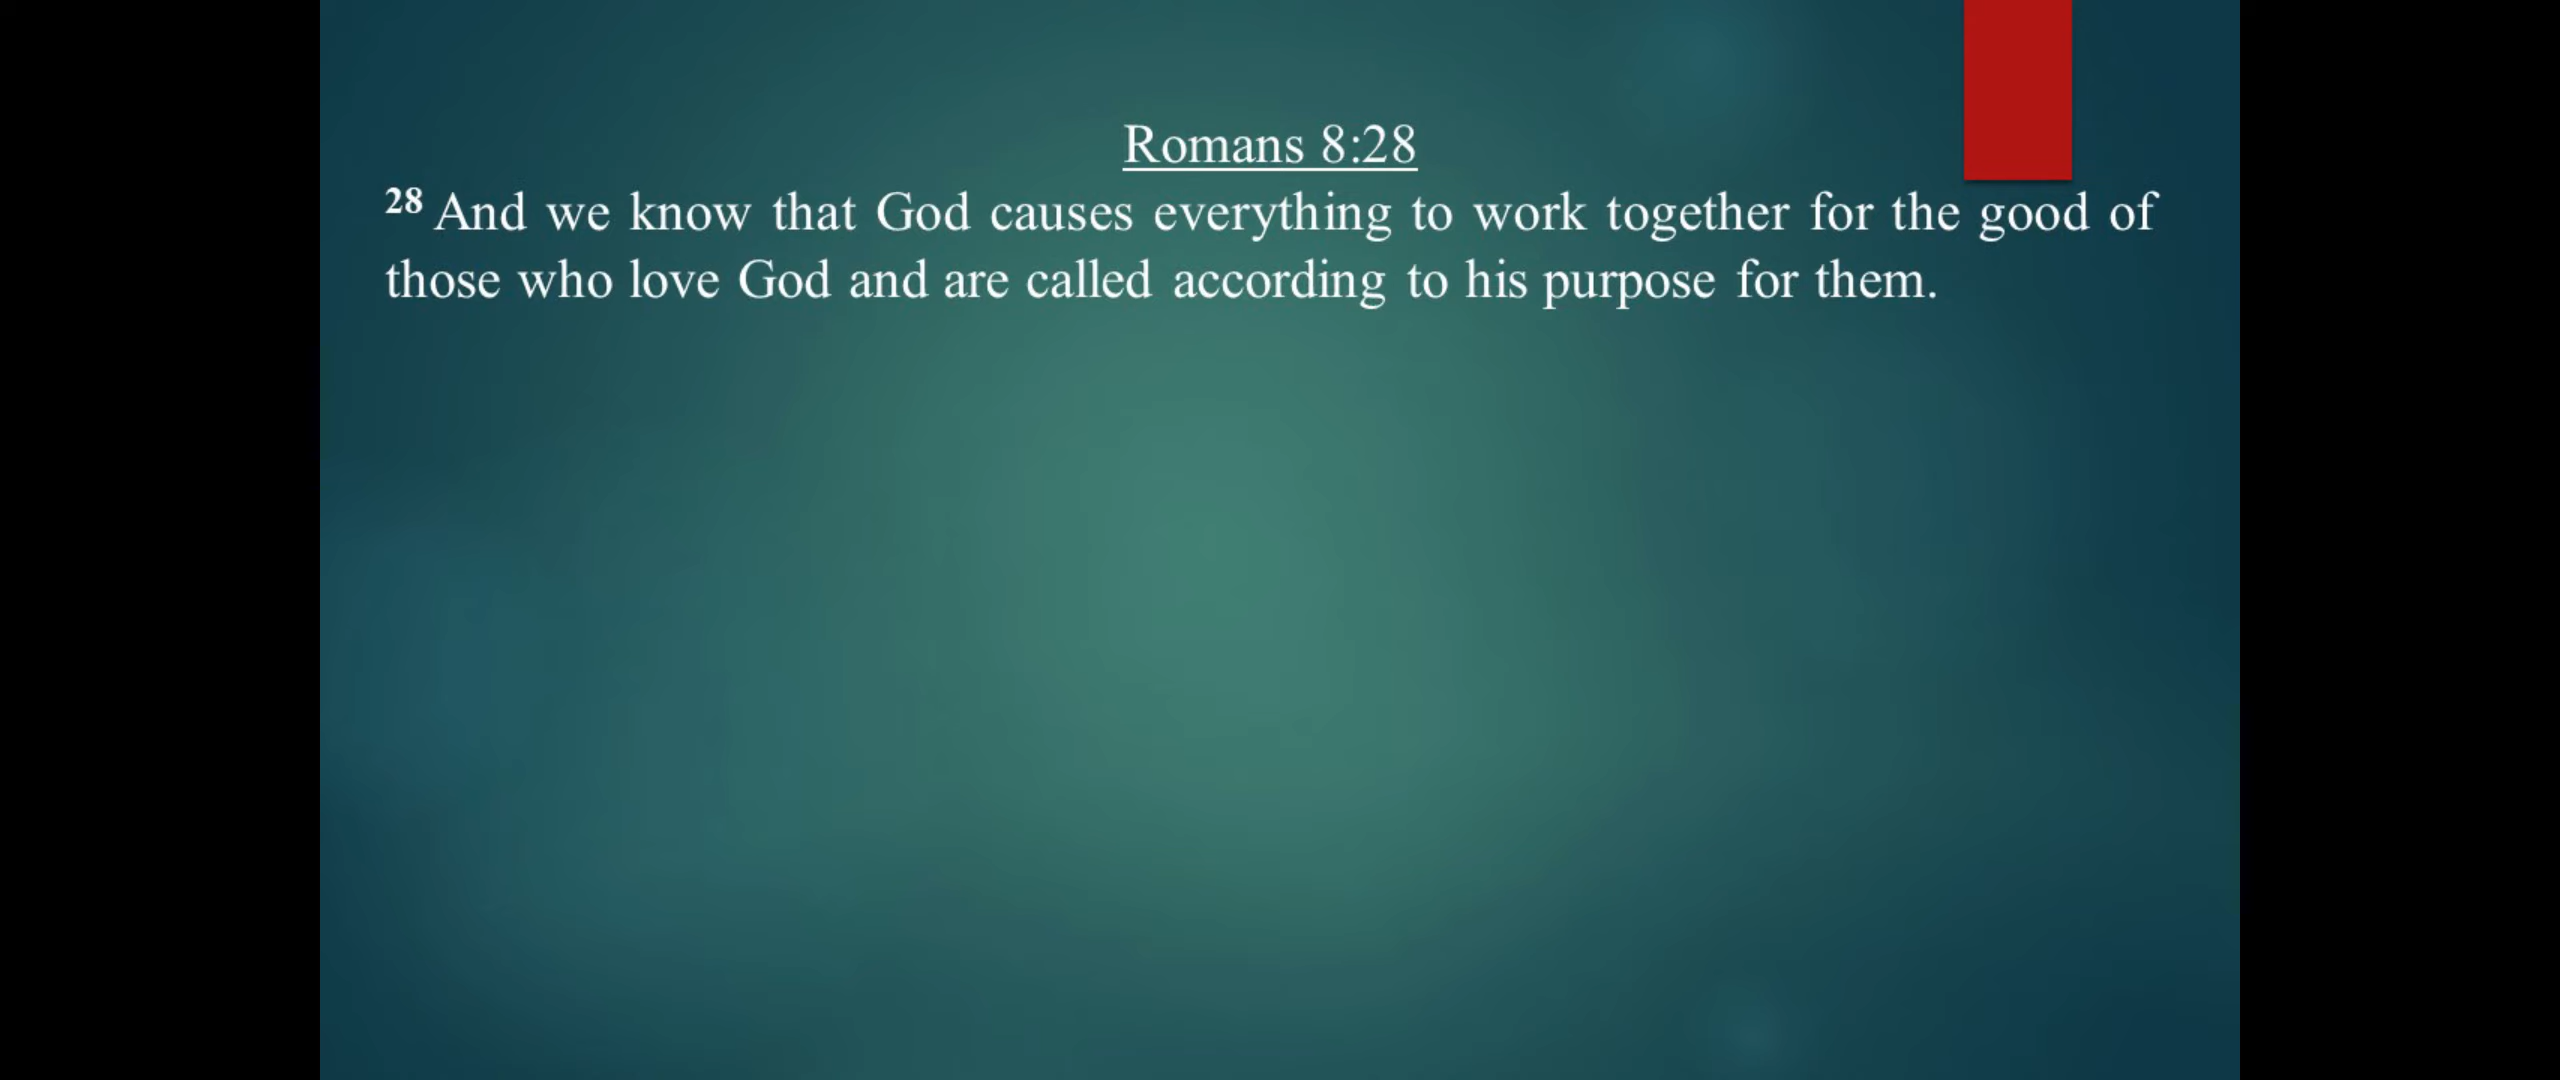 Romans 8:28
28 And we know that God causes everything to work together for the good of
those who love God and are called according to his purpose for them.